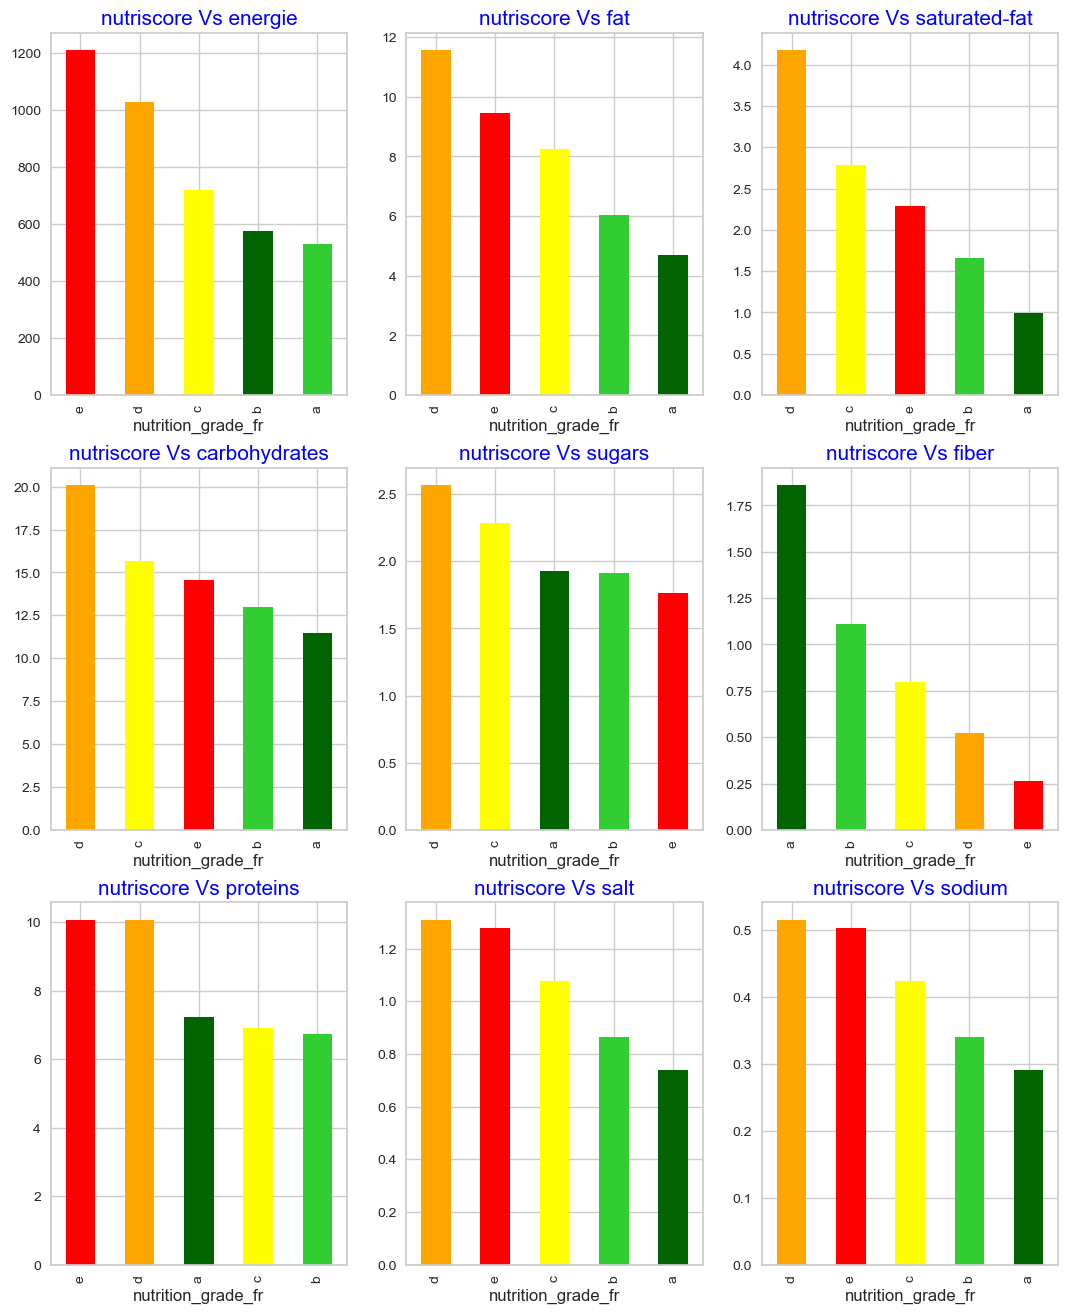 nutriscore Vs energie
1200
1000
800
600
400
200
0
e d c b a
nutrition_grade_fr
nutriscore Vs fat
12
10
8
6
4
2
0
d e c b a
nutrition_grade_fr
nutriscore Vs saturated-fat
4.0
3.5
3.0
2.5
2.0
1.5
1.0
0.5
0.0
d c e b a
nutrition_grade_fr
nutriscore Vs carbohydrates
20.0
17.5
15.0
12.5
10.0
7.5
5.0
2.5
0.0
d c e b a
nutrition_grade_fr
nutriscore Vs sugars
2.5
2.0
1.5
1.0
0.5
0.0
d c a b e
nutrition_grade_fr
nutriscore Vs fiber
1.75
1.50
1.25
1.00
0.75
0.50
0.25
0.00
a b c d e
nutrition_grade_fr
nutriscore Vs proteins
10
8
6
4
2
0
e d a c b
nutrition_grade_fr
nutriscore Vs salt
1.2
1.0
0.8
0.6
0.4
0.2
0.0
d e c b a
nutrition_grade_fr
nutriscore Vs sodium
0.5
0.4
0.3
0.2
0.1
0.0
d e c b a
nutrition_grade_fr